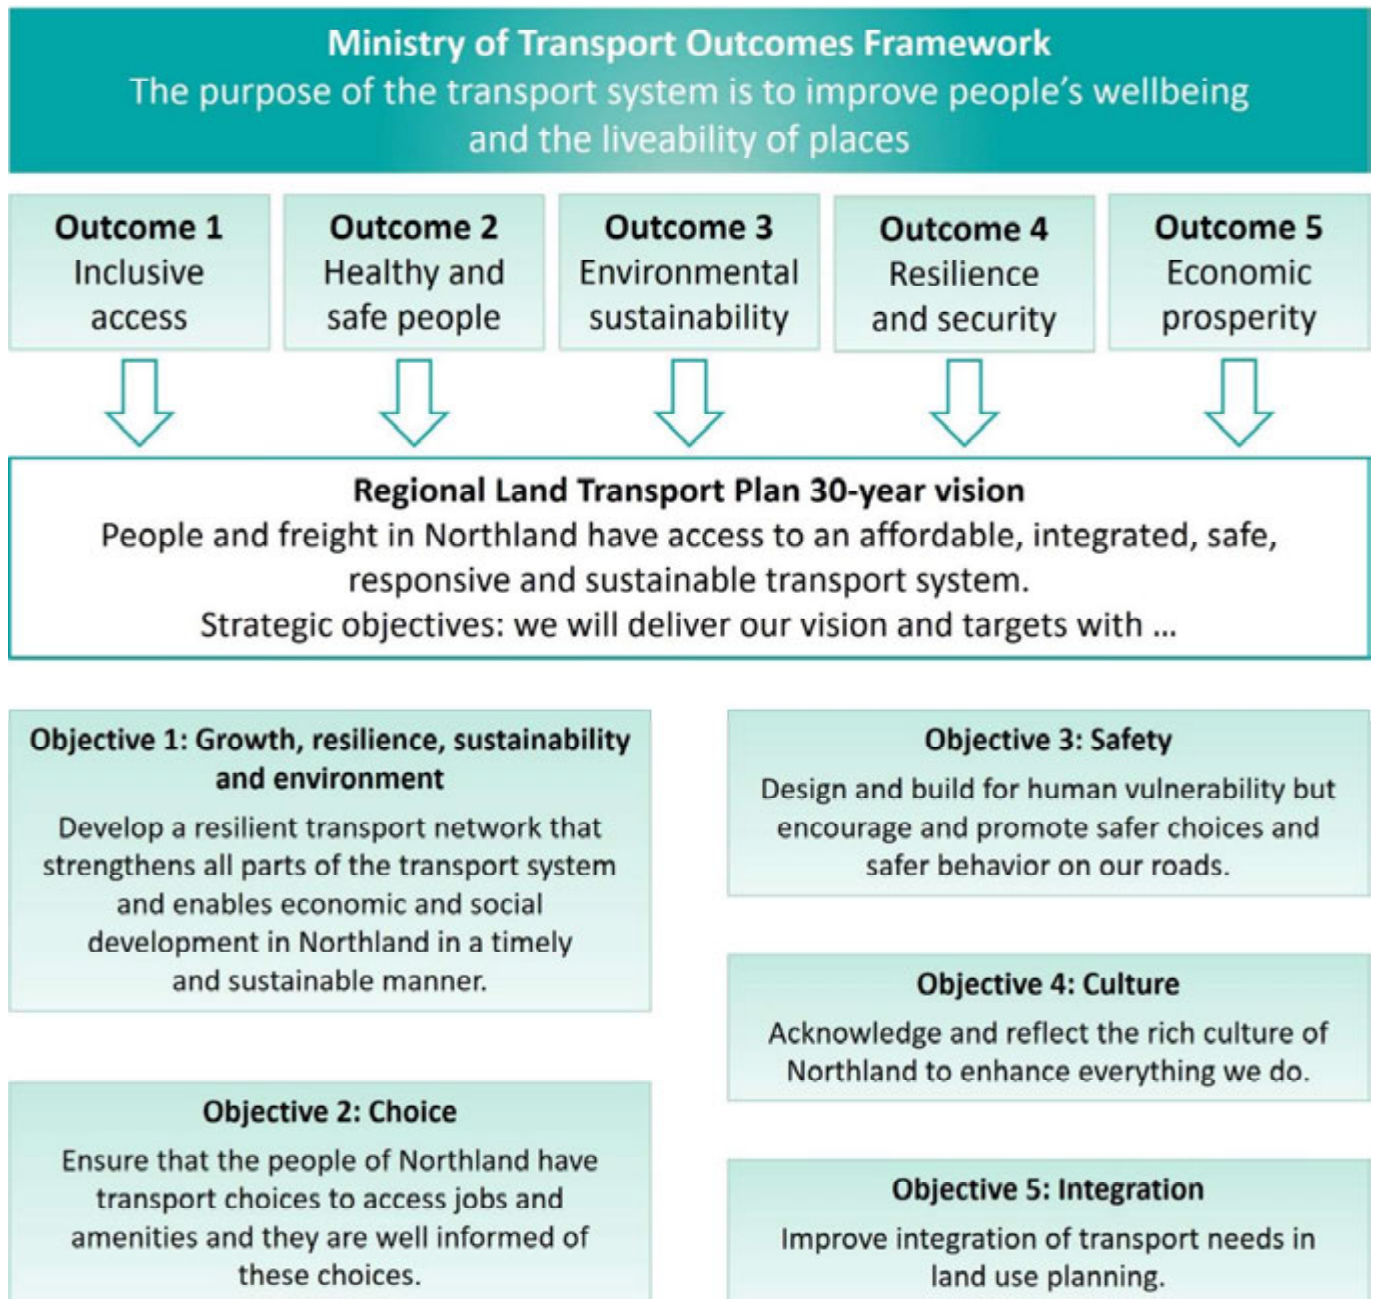 Ministry of Transport Outcomes Framework
The purpose of the transport system is to improve people's wellbeing
and the liveability of places
Outcome 1
Inclusive
access
Outcome 2
Healthy and
safe people
Outcome 3
Environmental
sustainability
Outcome 4
Resilience
and security
Outcome 5
Economic
prosperity
Regional Land Transport Plan 30-year vision
People and freight in Northland have access to an affordable, integrated, safe,
responsive and sustainable transport system.
Strategic objectives: we will deliver our vision and targets with ...
Objective 1: Growth, resilience, sustainability
and environment
Develop a resilient transport network that
strengthens all parts of the transport system
and enables economic and social
development in Northland in a timely
and sustainable manner.
Objective 2: Choice
Ensure that the people of Northland have
transport choices to access jobs and
amenities and they are well informed of
these choices.
Objective 3: Safety
Design and build for human vulnerability but
encourage and promote safer choices and
safer behavior on our roads.
Objective 4: Culture
Acknowledge and reflect the rich culture of
Northland to enhance everything we do.
Objective 5: Integration
Improve integration of transport needs in
land use planning.